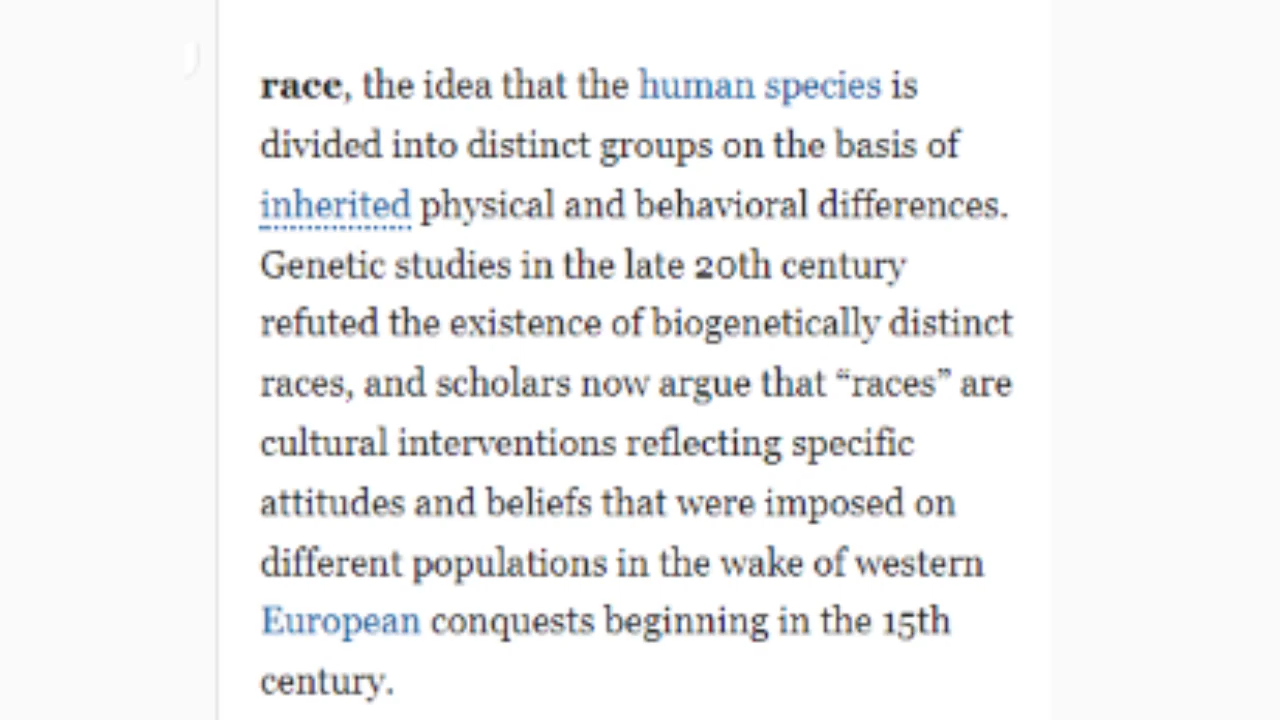 race, the idea that the human species is
divided into distinct groups on the basis of
inherited physical and behavioral differences.
Genetic studies in the late 20th century
refuted the existence of biogenetically distinct
races, and scholars now argue that “races” are
cultural interventions reflecting specific
attitudes and beliefs that were imposed on
different populations in the wake of western
European conquests beginning in the 15th
century.